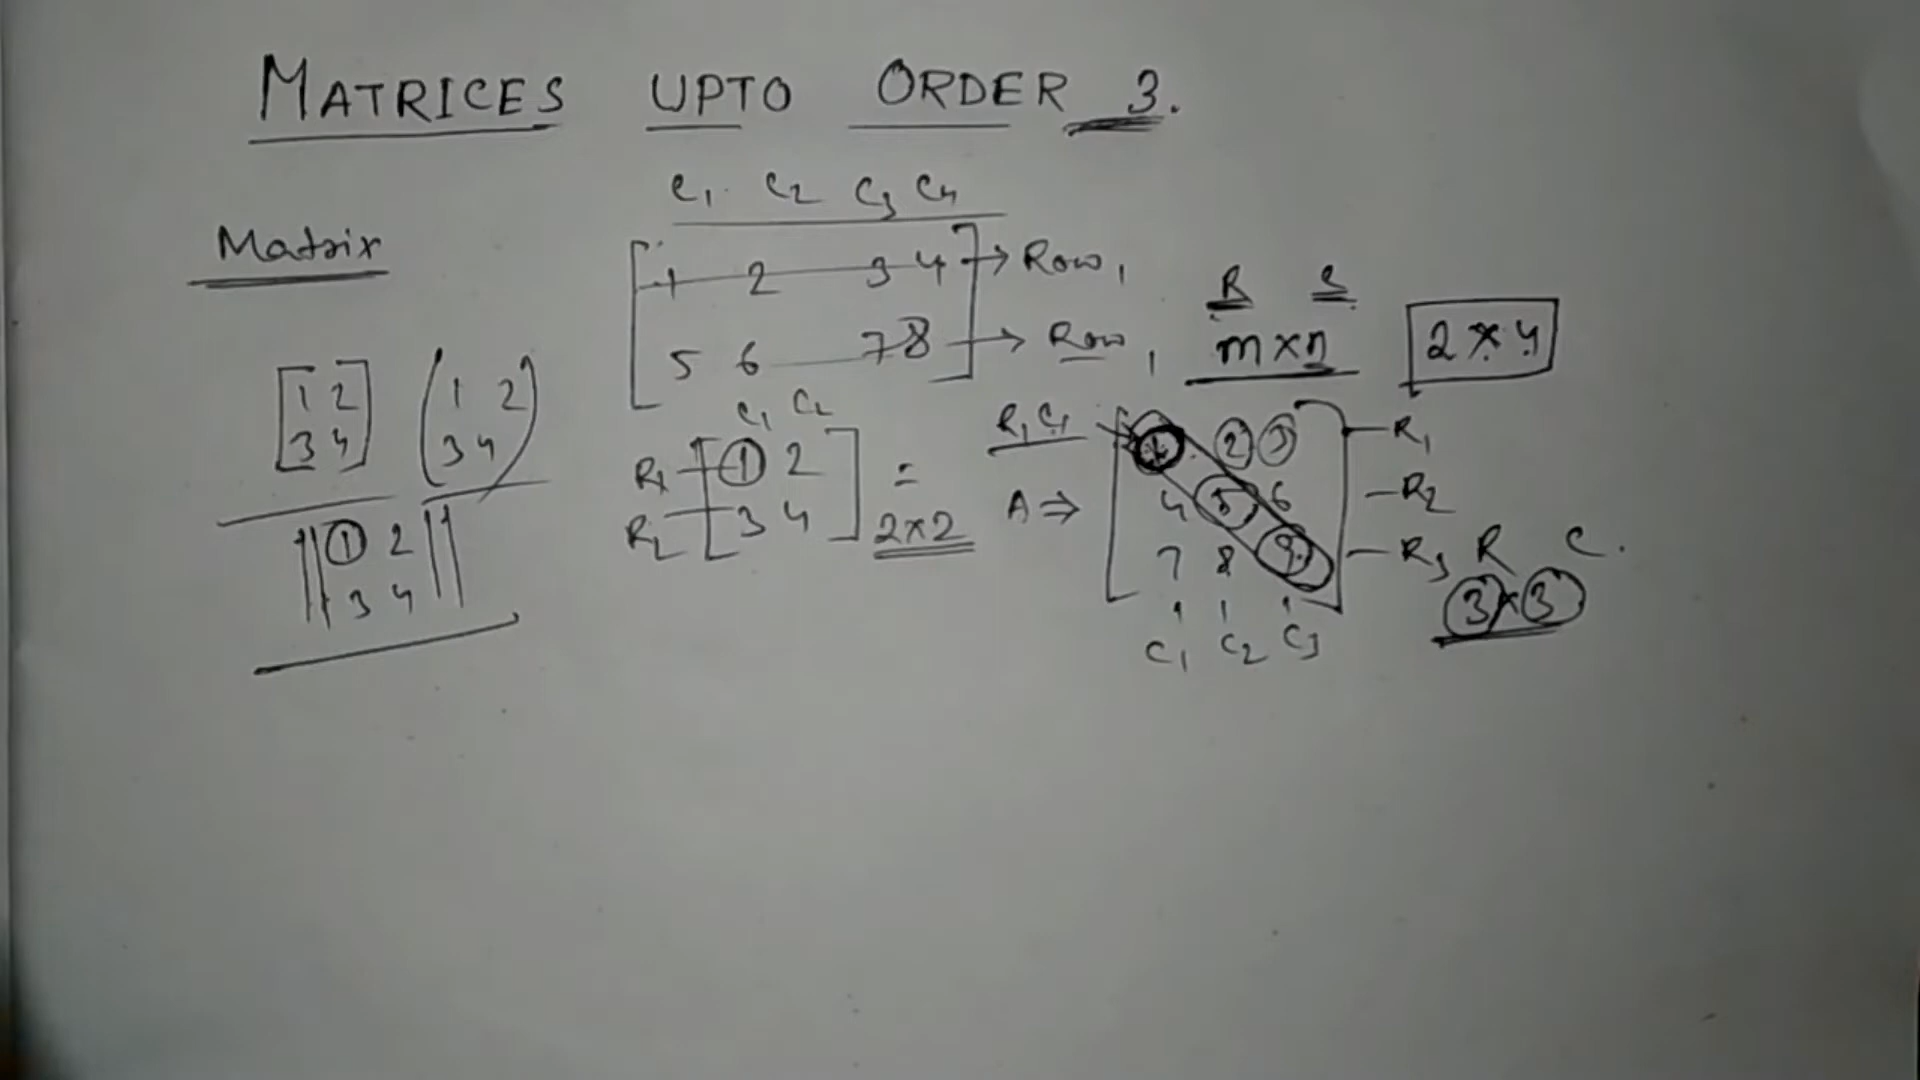 MATRICES UPTO ORDER 3.
Matrix
C1 C2 C3 C4
1 2 3 4 → Row1
5 6 7 8 → Row1
R C
m×n
2×4
[1 2
3 4]
(1 2
3 4)
||1 2||
||3 4||
C1 C2
R1 [1 2] =
R2 [3 4] 2×2
R1C1
A ⇒
1 2 3 — R1
4 5 6 — R2
7 8 9 — R3
C1 C2 C3
R C.
3×3